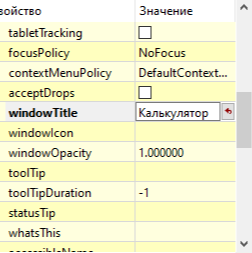 войство Значение
tabletTracking
focusPolicy NoFocus
contextMenuPolicy DefaultContext...
acceptDrops
windowTitle Калькулятор
windowIcon
windowOpacity 1.000000
toolTip
toolTipDuration -1
statusTip
whatsThis